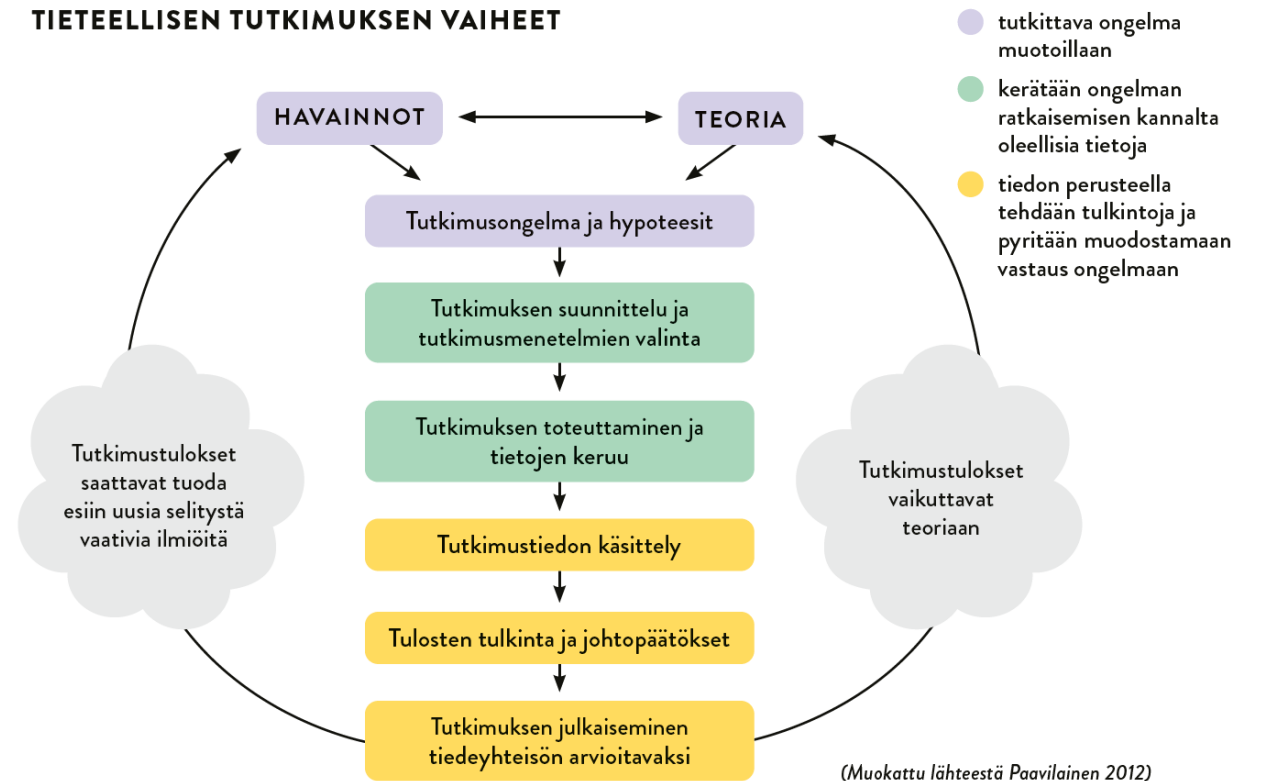 TIETEELLISEN TUTKIMUKSEN VAIHEET
tutkittava ongelma
muotoillaan
kerätään ongelman
ratkaisemisen kannalta
oleellisia tietoja
tiedon perusteella
tehdään tulkintoja ja
pyritään muodostamaan
vastaus ongelmaan
HAVAINNOT
TEORIA
Tutkimusongelma ja hypoteesit
Tutkimuksen suunnittelu ja
tutkimusmenetelmien valinta
Tutkimuksen toteuttaminen ja
tietojen keruu
Tutkimustiedon käsittely
Tulosten tulkinta ja johtopäätökset
Tutkimuksen julkaiseminen
tiedeyhteisön arvioitavaksi
Tutkimustulokset
saattavat tuoda
esiin uusia selitystä
vaativia ilmiöitä
Tutkimustulokset
vaikuttavat
teoriaan
(Muokattu lähteestä Paavilainen 2012)